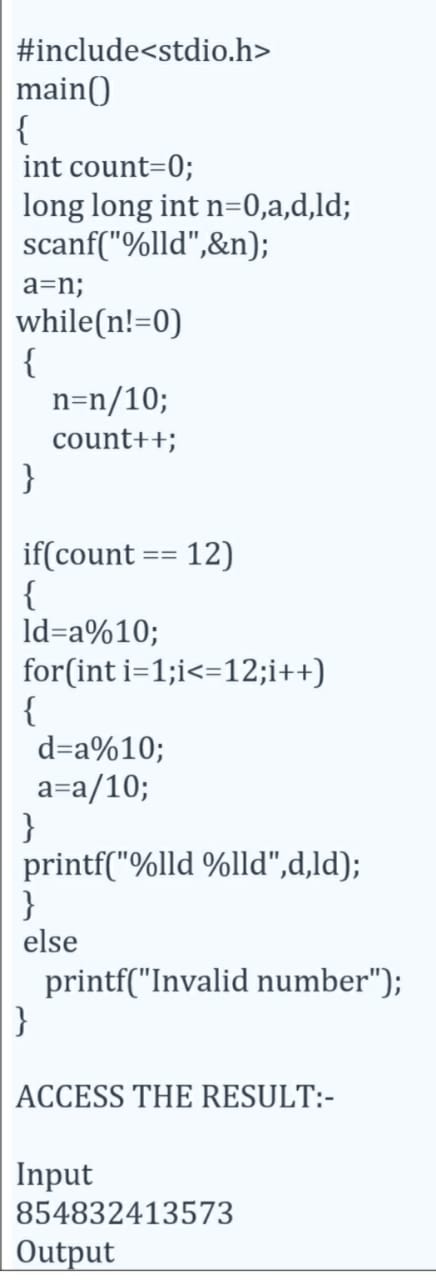 #include<stdio.h>
main()
{
int count=0;
long long int n=0,a,d,ld;
scanf("%lld",&n);
a=n;
while(n!=0)
{
n=n/10;
count++;
}
if(count == 12)
{
ld=a%10;
for(int i=1;i<=12;i++)
{
d=a%10;
a=a/10;
}
printf("%lld %lld",d,ld);
}
else
printf("Invalid number");
}
ACCESS THE RESULT:-
Input
854832413573
Output